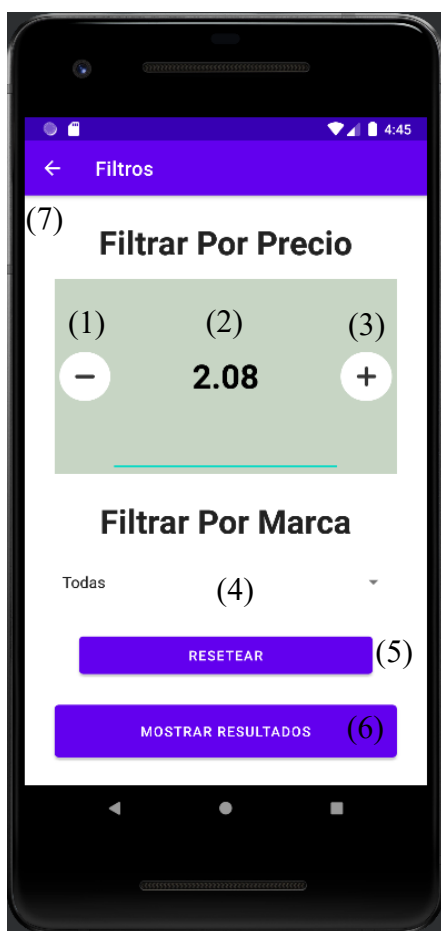 4:45
Filtros
(7)
Filtrar Por Precio
(1) (2) (3)
2.08
Filtrar Por Marca
Todas
(4)
RESETEAR (5)
MOSTRAR RESULTADOS (6)